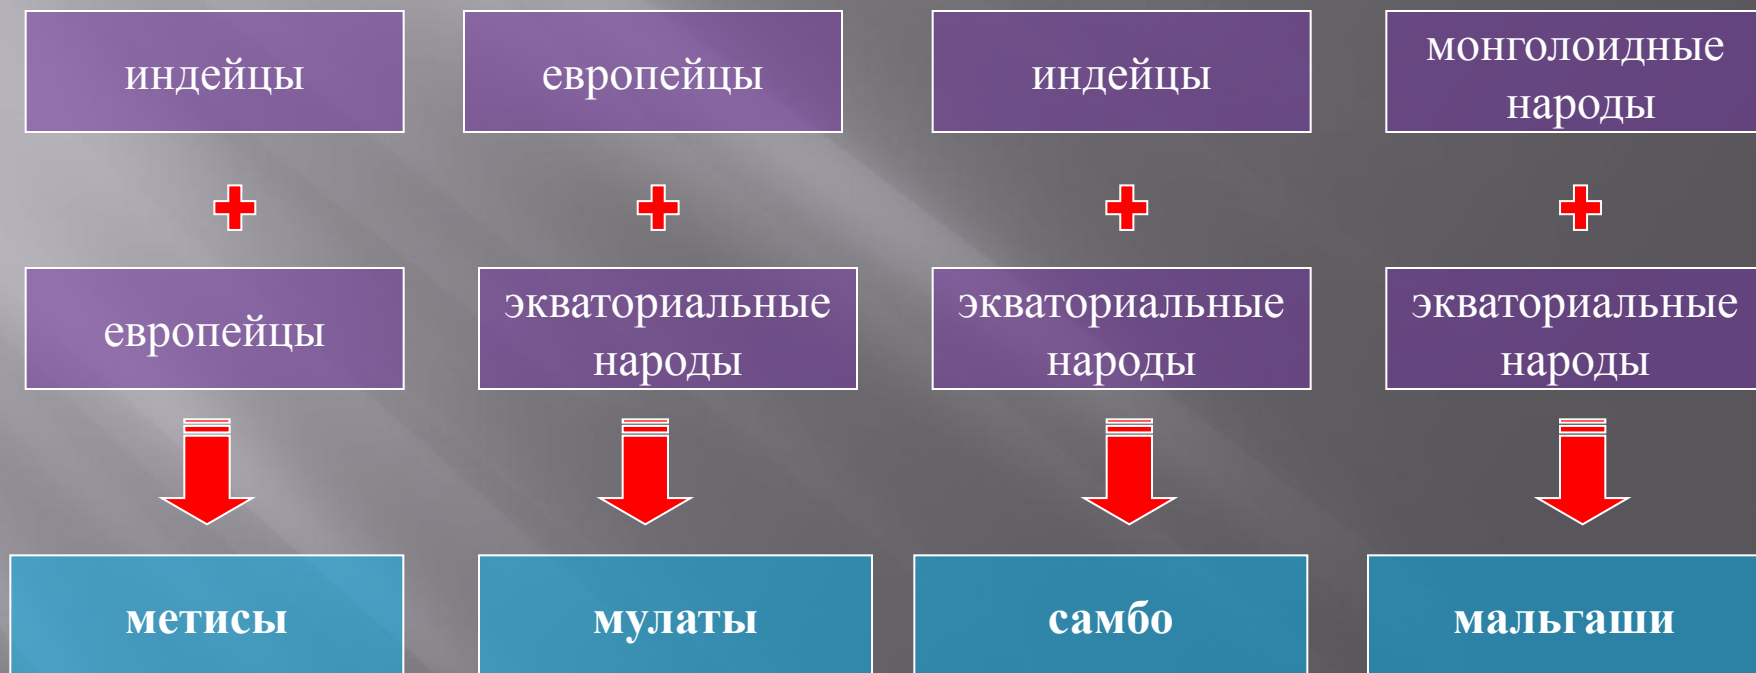 индейцы
европейцы
индейцы
монголоидные
народы
европейцы
экваториальные
народы
экваториальные
народы
экваториальные
народы
метисы
мулаты
самбо
мальгаши